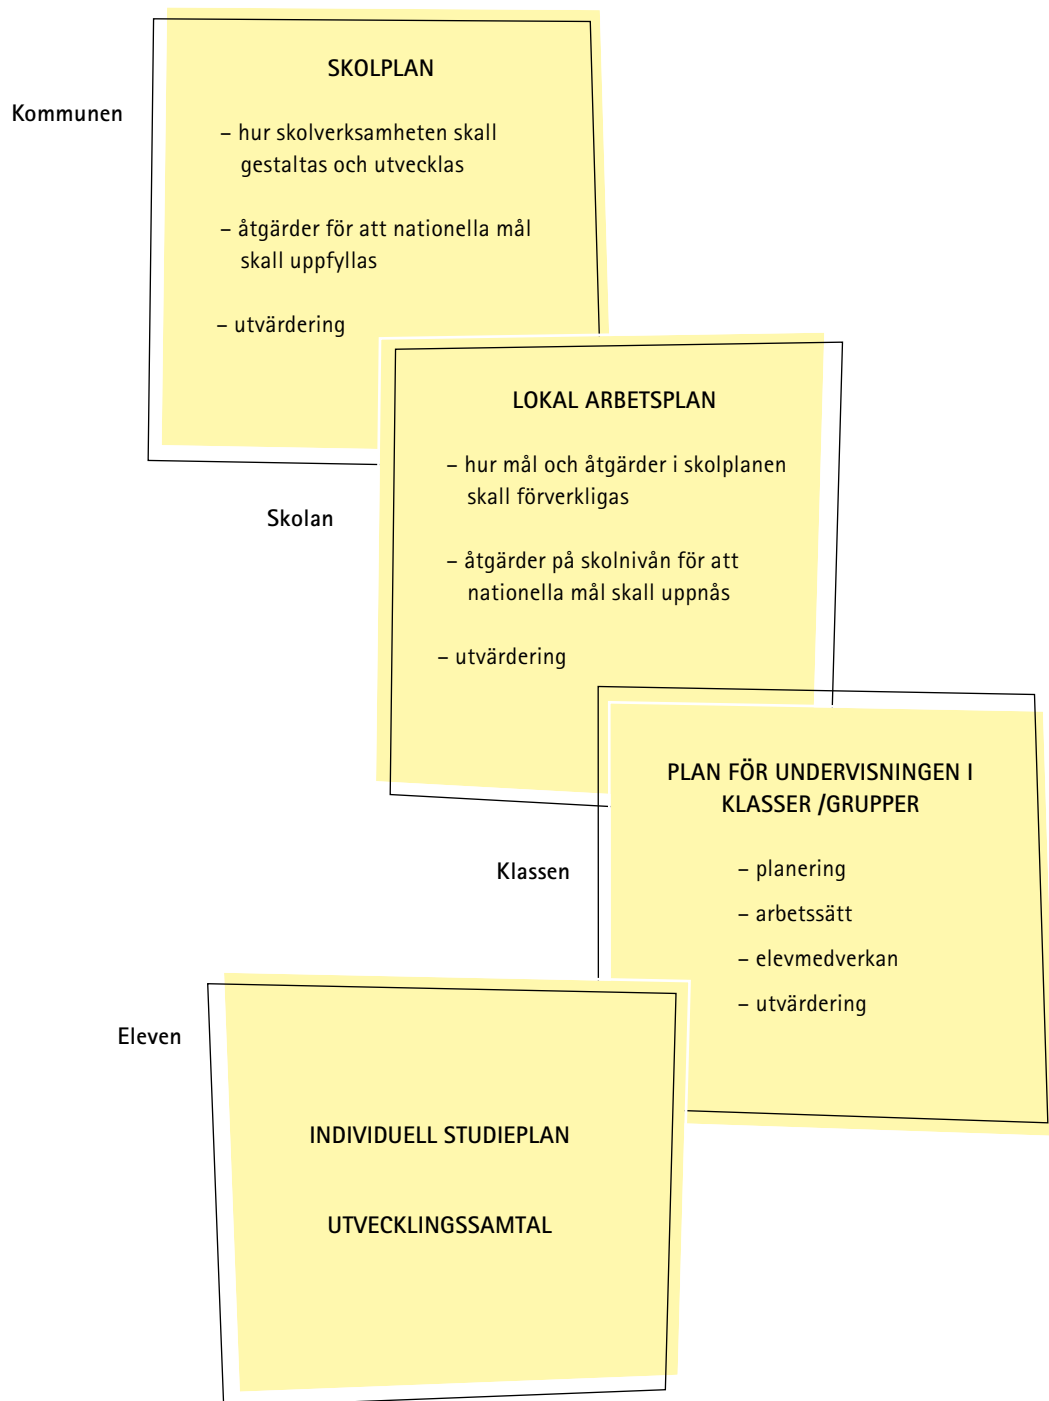 SKOLPLAN
Kommunen
– hur skolverksamheten skall
gestaltas och utvecklas
– åtgärder för att nationella mål
skall uppfyllas
– utvärdering
LOKAL ARBETSPLAN
– hur mål och åtgärder i skolplanen
skall förverkligas
Skolan
– åtgärder på skolnivån för att
nationella mål skall uppnås
– utvärdering
PLAN FÖR UNDERVISNINGEN I
KLASSER /GRUPPER
Klassen
– planering
– arbetssätt
– elevmedverkan
– utvärdering
Eleven
INDIVIDUELL STUDIEPLAN
UTVECKLINGSSAMTAL